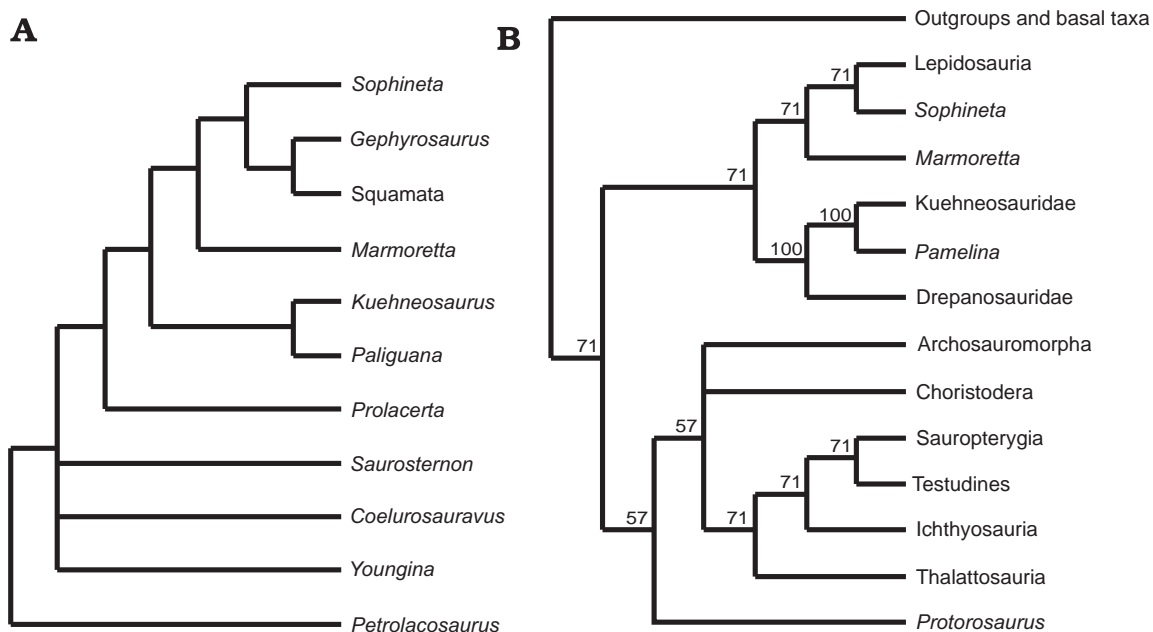 A
Sophineta
Gephyrosaurus
Squamata
Marmoretta
Kuehneosaurus
Paliguana
Prolacerta
Saurosternon
Coelurosauravus
Youngina
Petrolacosaurus
B
Outgroups and basal taxa
Lepidosauria
71
Sophineta
71
Marmoretta
71
Kuehneosauridae
100
Pamelina
100
Drepanosauridae
71
Archosauromorpha
Choristodera
57
Sauropterygia
71
Testudines
71
Ichthyosauria
57
71
Thalattosauria
Protorosaurus